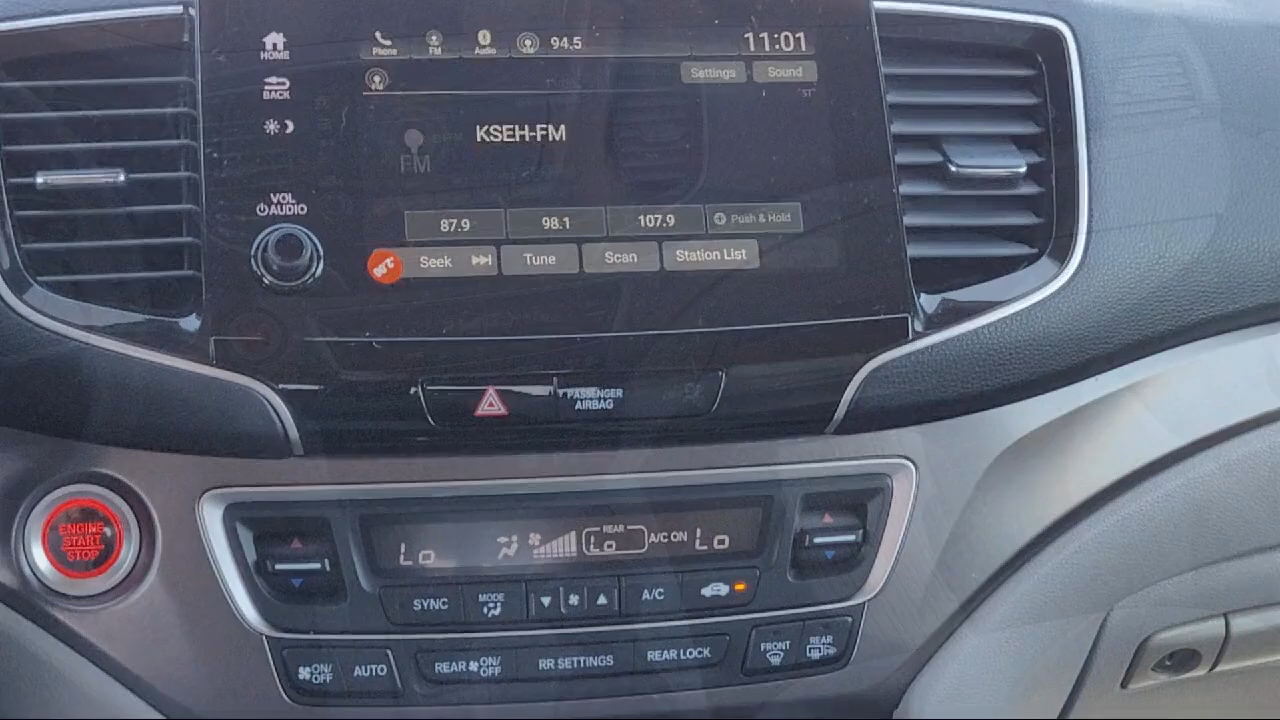 HOME
Phone
FM
Audio
94.5
11:01
BACK
Settings
Sound
ST
KSEH-FM
FM
VOL
AUDIO
87.9
98.1
107.9
Push & Hold
Seek
Tune
Scan
Station List
PASSENGER
AIRBAG
ENGINE
START
STOP
Lo
REAR
Lo
A/C ON
Lo
SYNC
MODE
A/C
ON/
OFF
AUTO
REAR ON/
OFF
RR SETTINGS
REAR LOCK
FRONT
REAR